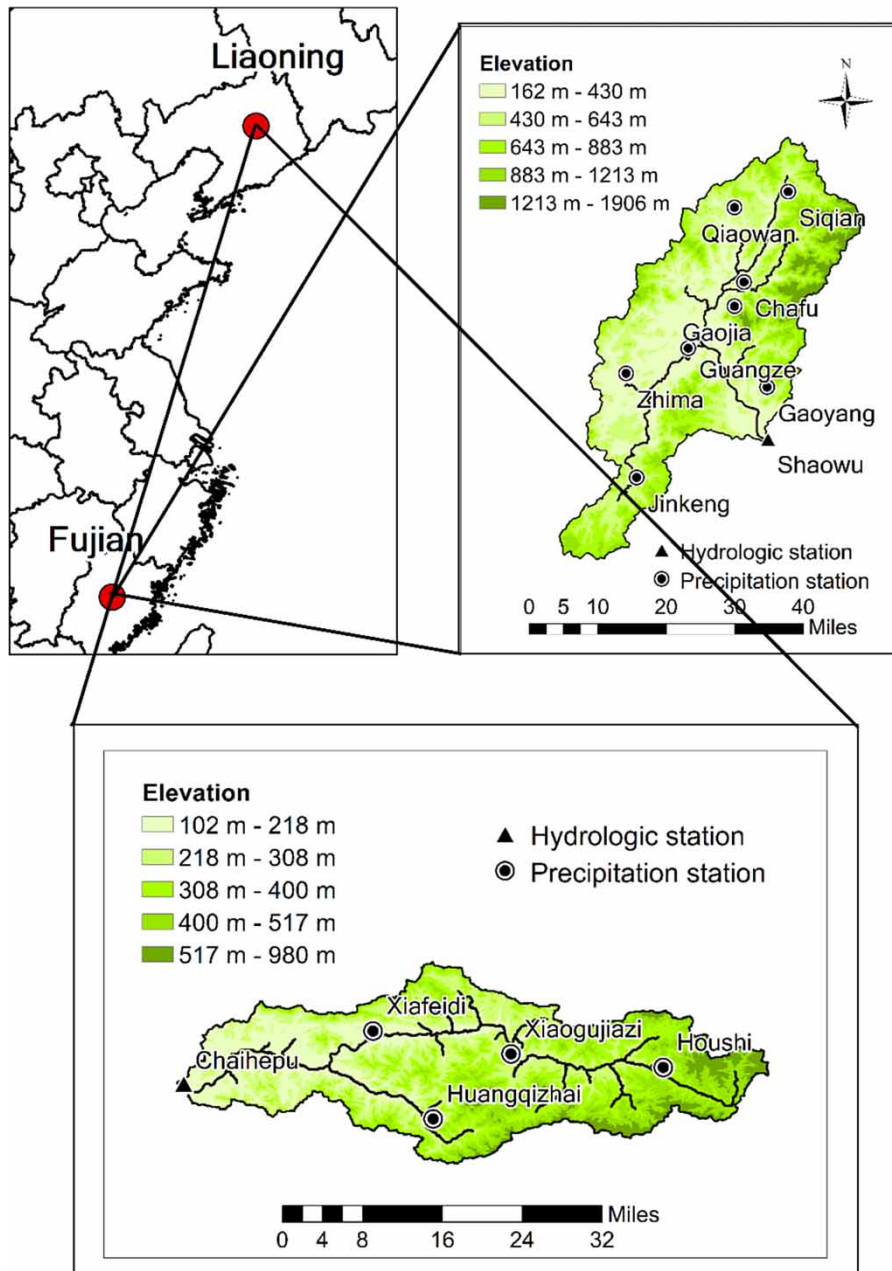 Liaoning
Fujian
Elevation
162 m - 430 m
430 m - 643 m
643 m - 883 m
883 m - 1213 m
1213 m - 1906 m
N
Siqian
Qiaowan
Chafu
Gaojia
Guangze
Zhima
Gaoyang
Shaowu
Jinkeng
Hydrologic station
Precipitation station
0 5 10 20 30 40
Miles
Elevation
102 m - 218 m
218 m - 308 m
308 m - 400 m
400 m - 517 m
517 m - 980 m
Hydrologic station
Precipitation station
Xiafeidi
Xiaogujiazi
Houshi
Chaihepu
Huangqizhai
Miles
0 4 8 16 24 32